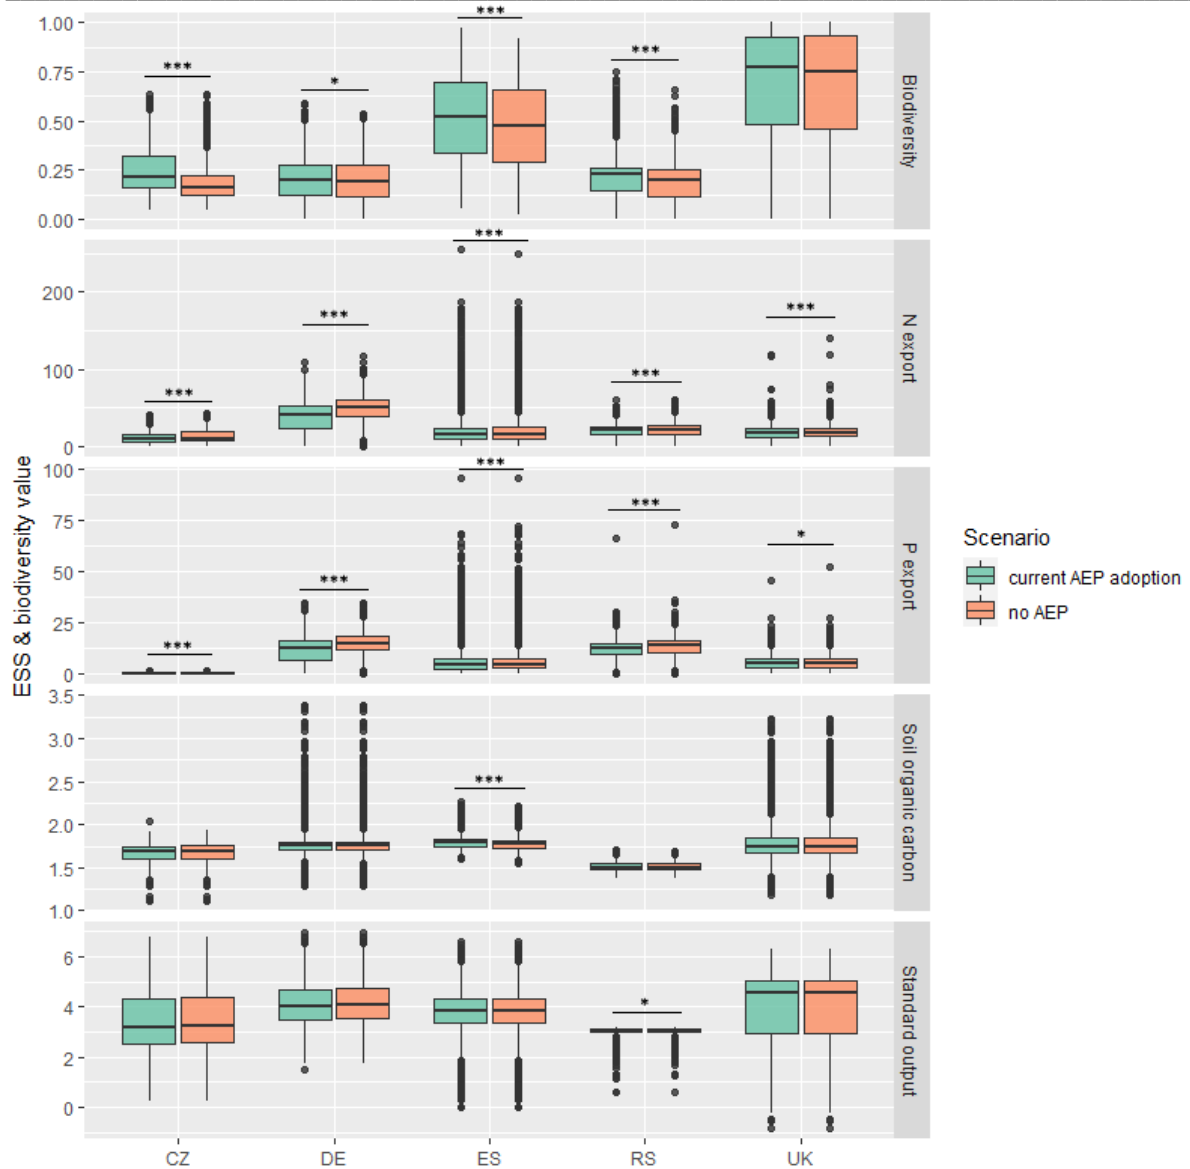 ***
***
*
***
1.00
0.75
0.50
0.25
0.00
Biodiversity
***
***
***
***
***
200
100
0
N export
***
***
***
***
*
100
75
50
25
0
P export
***
3.5
3.0
2.5
2.0
1.5
1.0
Soil organic carbon
*
6
4
2
0
Standard output
ESS & biodiversity value
CZ
DE
ES
RS
UK
Scenario
current AEP adoption
no AEP